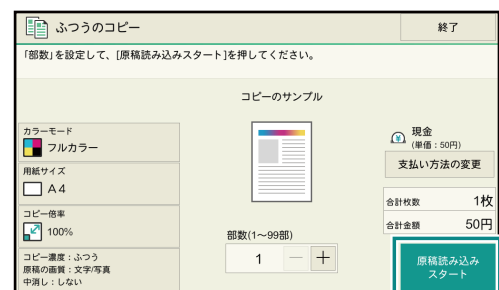 ふつうのコピー
終了
「部数」を設定して、[原稿読み込みスタート]を押してください。
コピーのサンプル
カラーモード
フルカラー
用紙サイズ
A4
コピー倍率
100%
コピー濃度：ふつう
原稿の画質：文字/写真
中消し：しない
部数(1～99部)
1
現金
(単価：50円)
支払い方法の変更
合計枚数 1枚
合計金額 50円
原稿読み込み
スタート